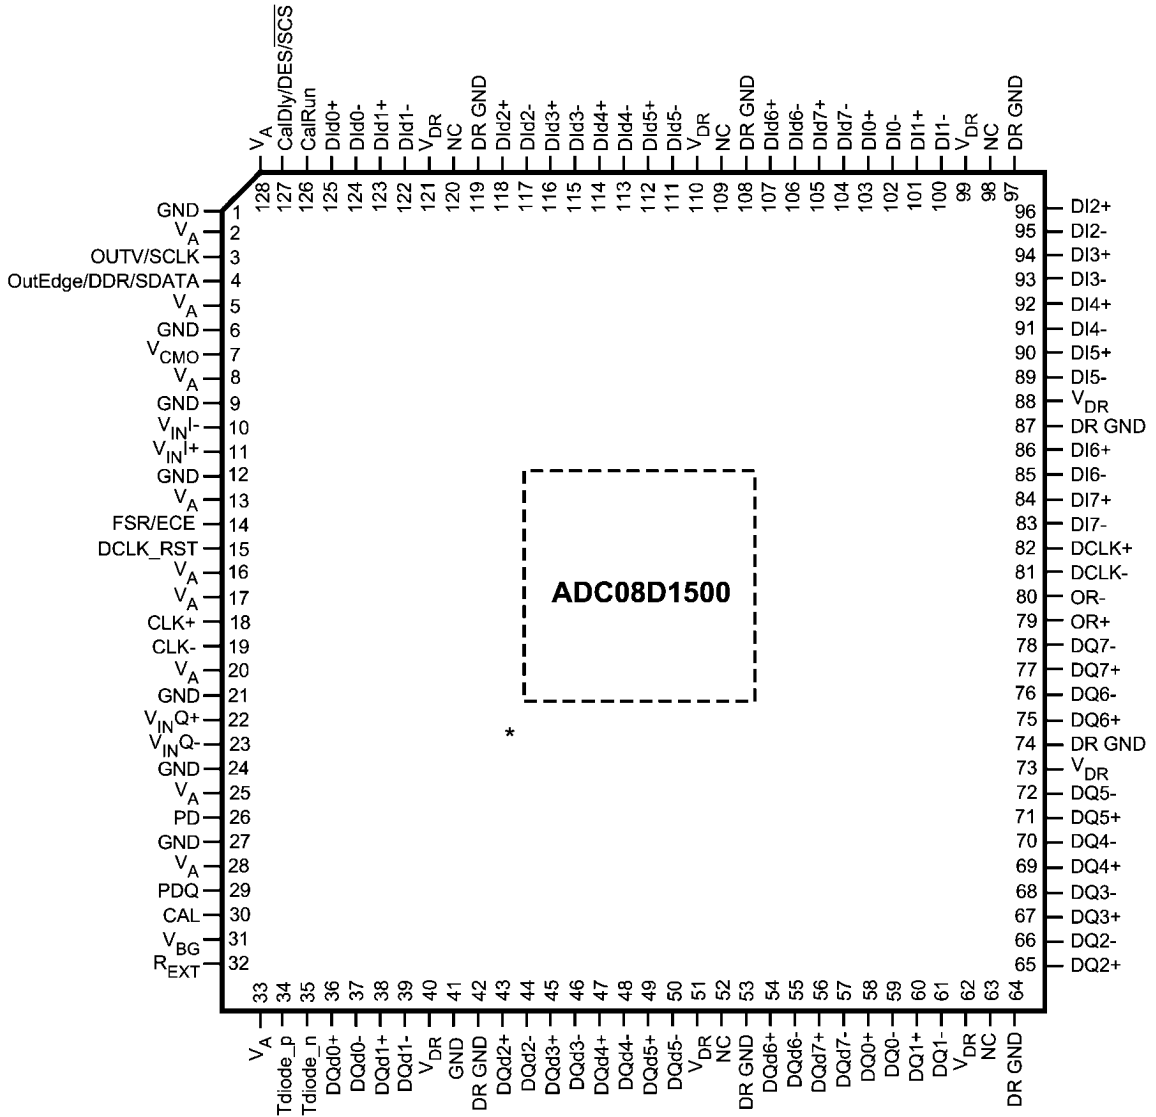 VA
CalDly/DES/SCS
CalRun
DId0+
DId0-
DId1+
DId1-
VDR
NC
DR GND
DId2+
DId2-
DId3+
DId3-
DId4+
DId4-
DId5+
DId5-
VDR
NC
DR GND
DId6+
DId6-
DId7+
DId7-
DI0+
DI0-
DI1+
DI1-
VDR
NC
DR GND
128
127
126
125
124
123
122
121
120
119
118
117
116
115
114
113
112
111
110
109
108
107
106
105
104
103
102
101
100
99
98
97
GND 1
VA 2
OUTV/SCLK 3
OutEdge/DDR/SDATA 4
VA 5
GND 6
VCMO 7
VA 8
GND 9
VINI- 10
VINI+ 11
GND 12
VA 13
FSR/ECE 14
DCLK_RST 15
VA 16
VA 17
CLK+ 18
CLK- 19
VA 20
GND 21
VINQ+ 22
VINQ- 23
GND 24
VA 25
PD 26
GND 27
VA 28
PDQ 29
CAL 30
VBG 31
REXT 32
ADC08D1500
*
96 DI2+
95 DI2-
94 DI3+
93 DI3-
92 DI4+
91 DI4-
90 DI5+
89 DI5-
88 VDR
87 DR GND
86 DI6+
85 DI6-
84 DI7+
83 DI7-
82 DCLK+
81 DCLK-
80 OR-
79 OR+
78 DQ7-
77 DQ7+
76 DQ6-
75 DQ6+
74 DR GND
73 VDR
72 DQ5-
71 DQ5+
70 DQ4-
69 DQ4+
68 DQ3-
67 DQ3+
66 DQ2-
65 DQ2+
33
34
35
36
37
38
39
40
41
42
43
44
45
46
47
48
49
50
51
52
53
54
55
56
57
58
59
60
61
62
63
64
VA
Tdiode_p
Tdiode_n
DQd0+
DQd0-
DQd1+
DQd1-
VDR
GND
DR GND
DQd2+
DQd2-
DQd3+
DQd3-
DQd4+
DQd4-
DQd5+
DQd5-
VDR
NC
DR GND
DQd6+
DQd6-
DQd7+
DQd7-
DQ0+
DQ0-
DQ1+
DQ1-
VDR
NC
DR GND